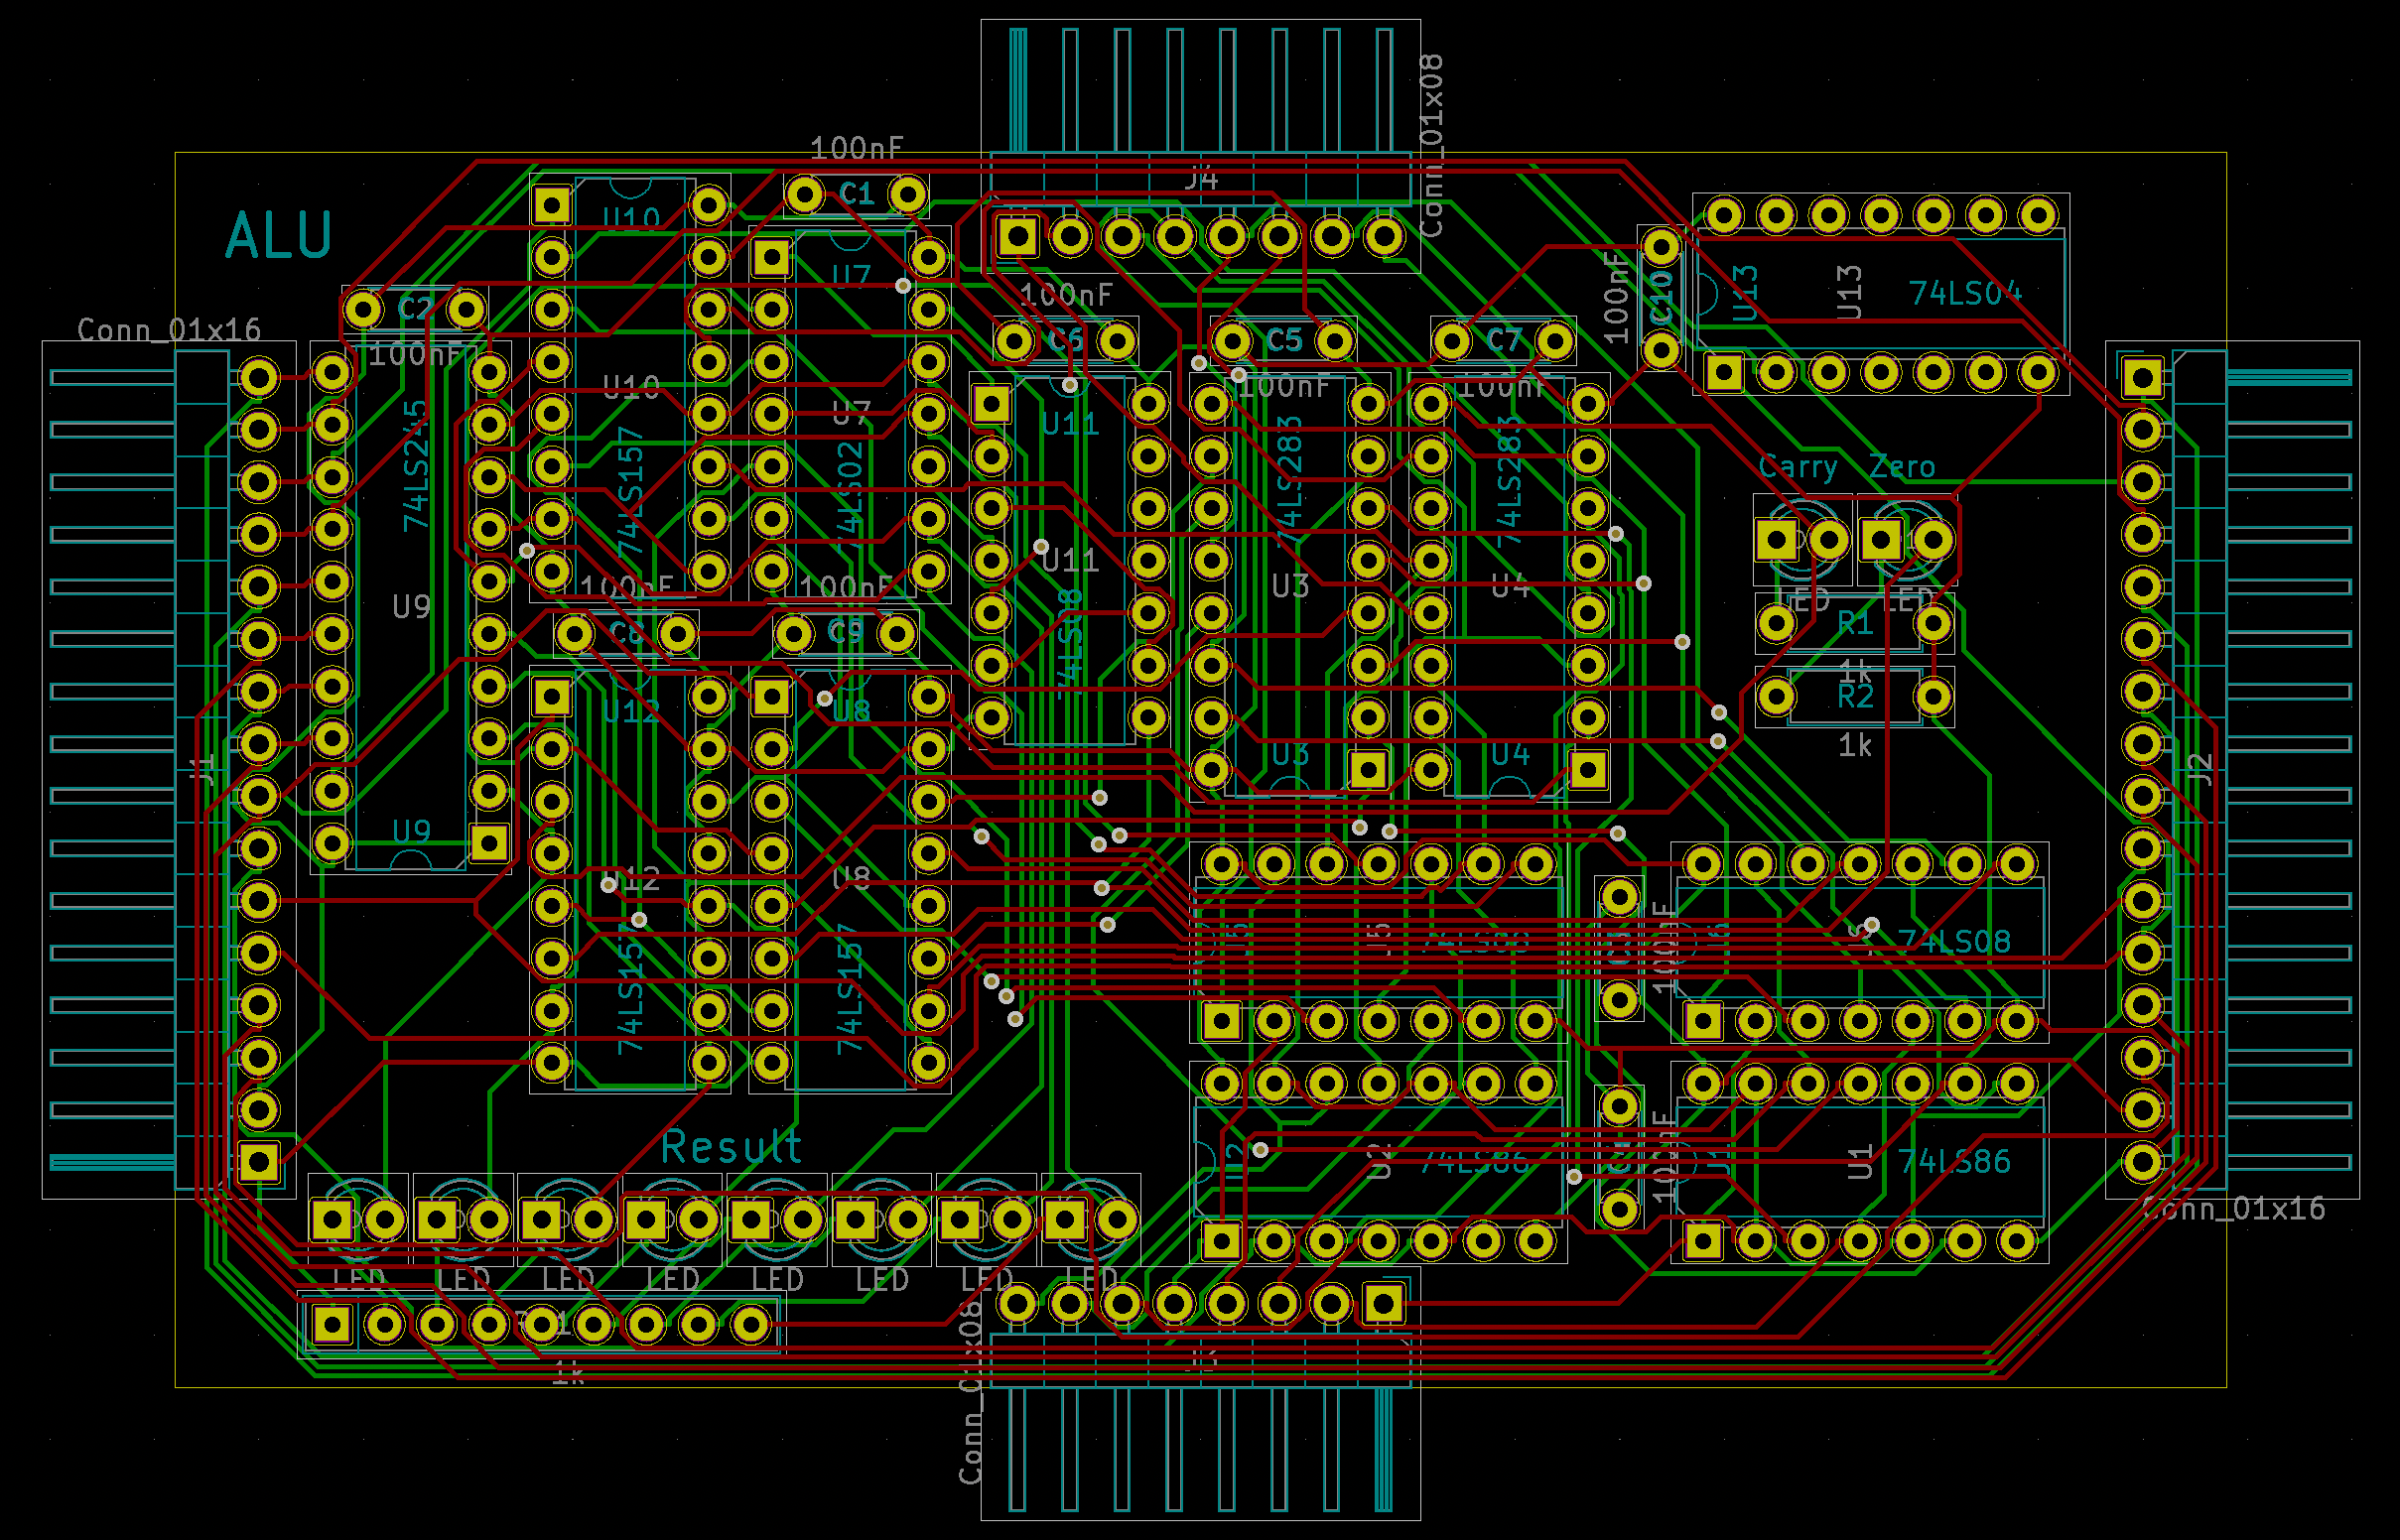 Conn_01x08
100nF
C1
J4
ALU
U10
U7
74LS04
U13
U13
C10
100nF
C2
100nF
C6
C5
C7
Conn_01x16
100nF
100nF
100nF
U10
U7
U11
74LS245
74LS157
74LS02
74LS283
74LS283
Carry
Zero
U11
U3
U4
100nF
100nF
U9
74LS08
LED
LED
C8
C9
R1
1k
R2
1k
U12
U8
U3
U4
J1
J2
U9
U12
U8
74LS157
74LS157
74LS08
74LS08
100nF
Result
U2
U2
74LS86
100nF
U1
74LS86
Conn_01x16
LED
LED
LED
LED
LED
LED
LED
LED
1k
J3
Conn_01x08